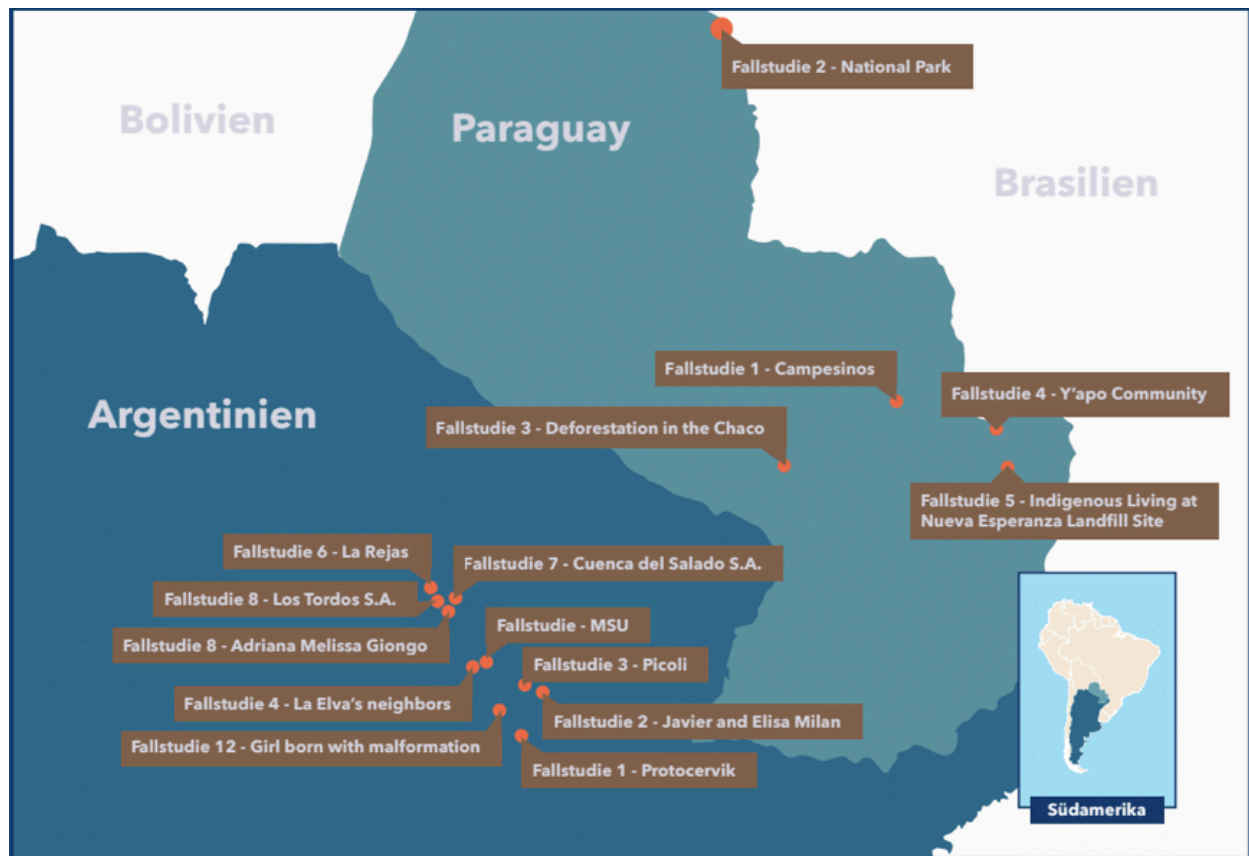 Fallstudie 2 - National Park
Bolivien
Paraguay
Brasilien
Fallstudie 1 - Campesinos
Fallstudie 4 - Y'apo Community
Argentinien
Fallstudie 3 - Deforestation in the Chaco
Fallstudie 5 - Indigenous Living at
Nueva Esperanza Landfill Site
Fallstudie 6 - La Rejas
Fallstudie 7 - Cuenca del Salado S.A.
Fallstudie 8 - Los Tordos S.A.
Fallstudie - MSU
Fallstudie 8 - Adriana Melissa Giongo
Fallstudie 3 - Picoli
Fallstudie 4 - La Elva's neighbors
Fallstudie 2 - Javier and Elisa Milan
Fallstudie 12 - Girl born with malformation
Fallstudie 1 - Protocervik
Südamerika